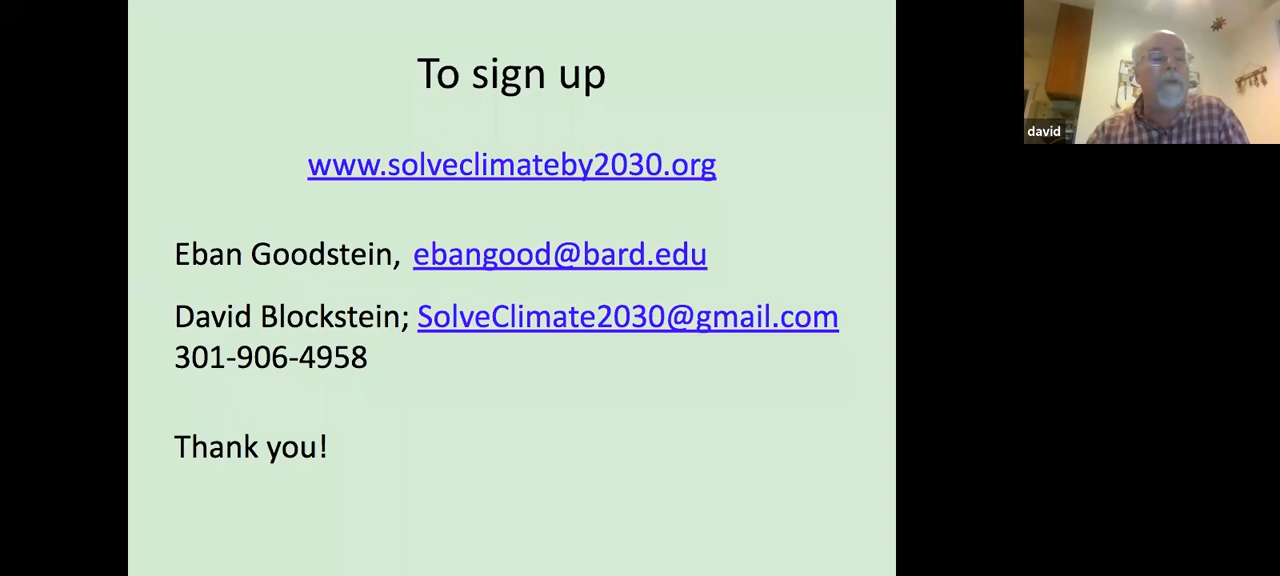 To sign up
www.solveclimateby2030.org
Eban Goodstein, ebangood@bard.edu
David Blockstein; SolveClimate2030@gmail.com
301-906-4958
Thank you!
david